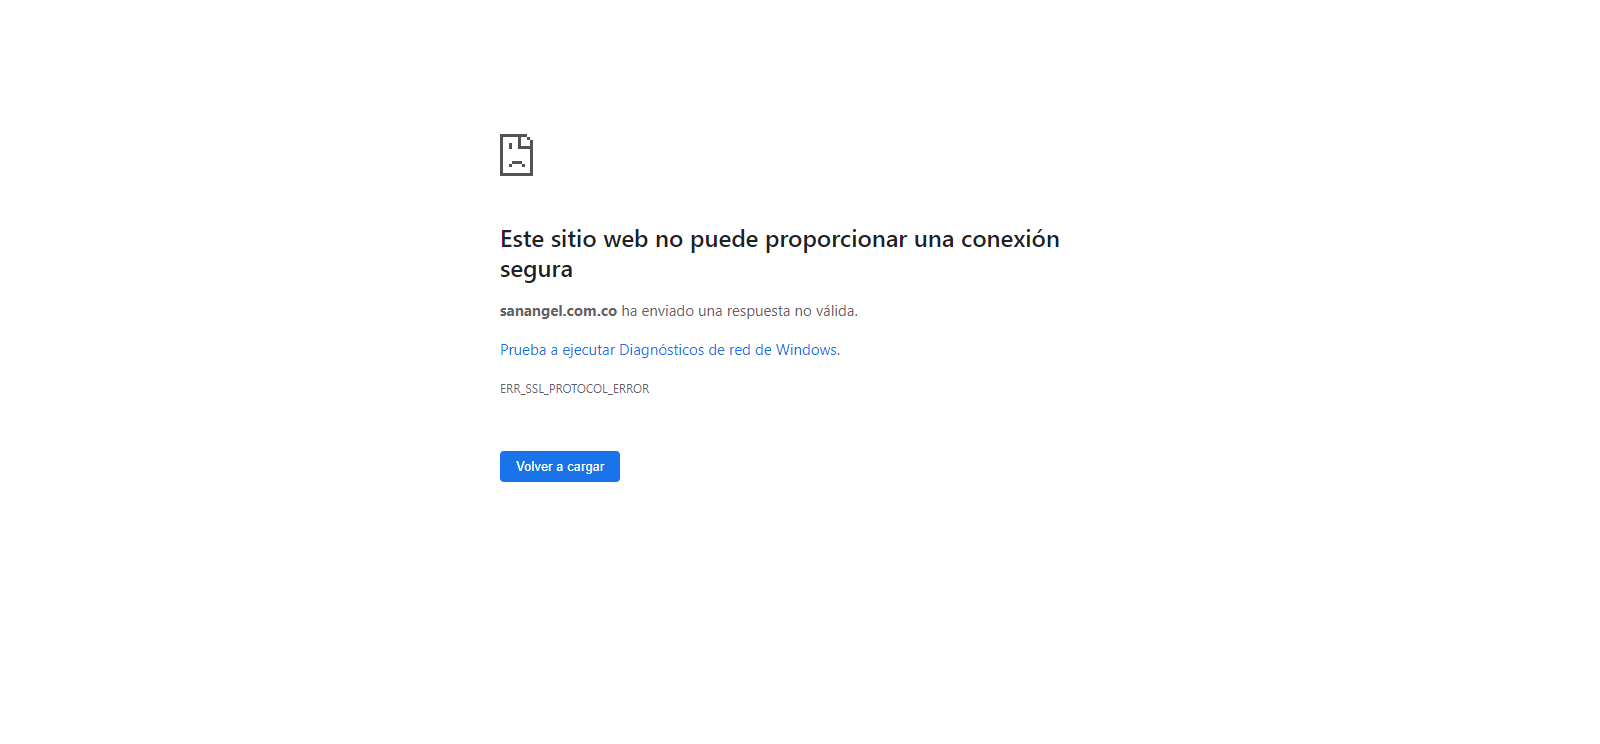 Este sitio web no puede proporcionar una conexión
segura
sanangel.com.co ha enviado una respuesta no válida.
Prueba a ejecutar Diagnósticos de red de Windows.
ERR_SSL_PROTOCOL_ERROR
Volver a cargar